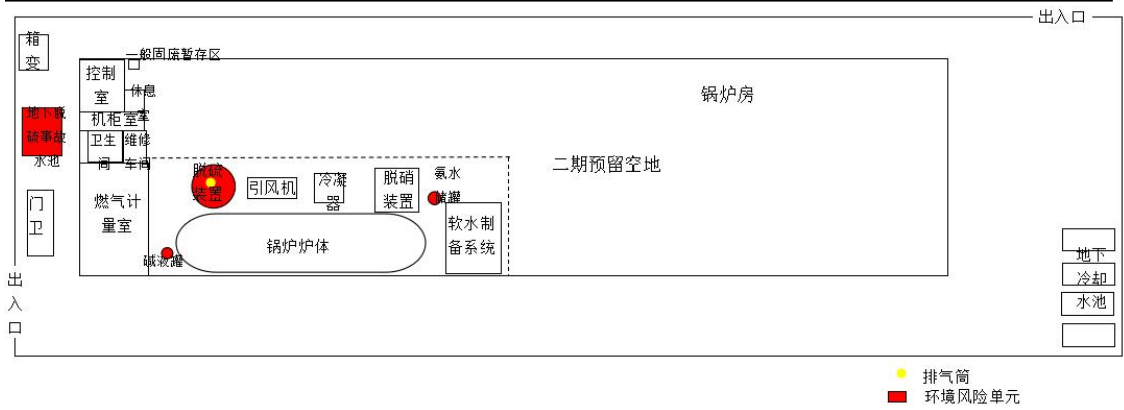 出入口
箱
变
一般固废暂存区
控制
室
休息
室
机柜室
地下脱
硫事故
水池
卫生
间
维修
车间
门
卫
燃气计
量室
脱硫
装置
引风机
冷凝
器
脱硝
装置
氨水
储罐
软水制
备系统
锅炉炉体
碱液罐
锅炉房
二期预留空地
出
入
口
地下
冷却
水池
排气筒
环境风险单元